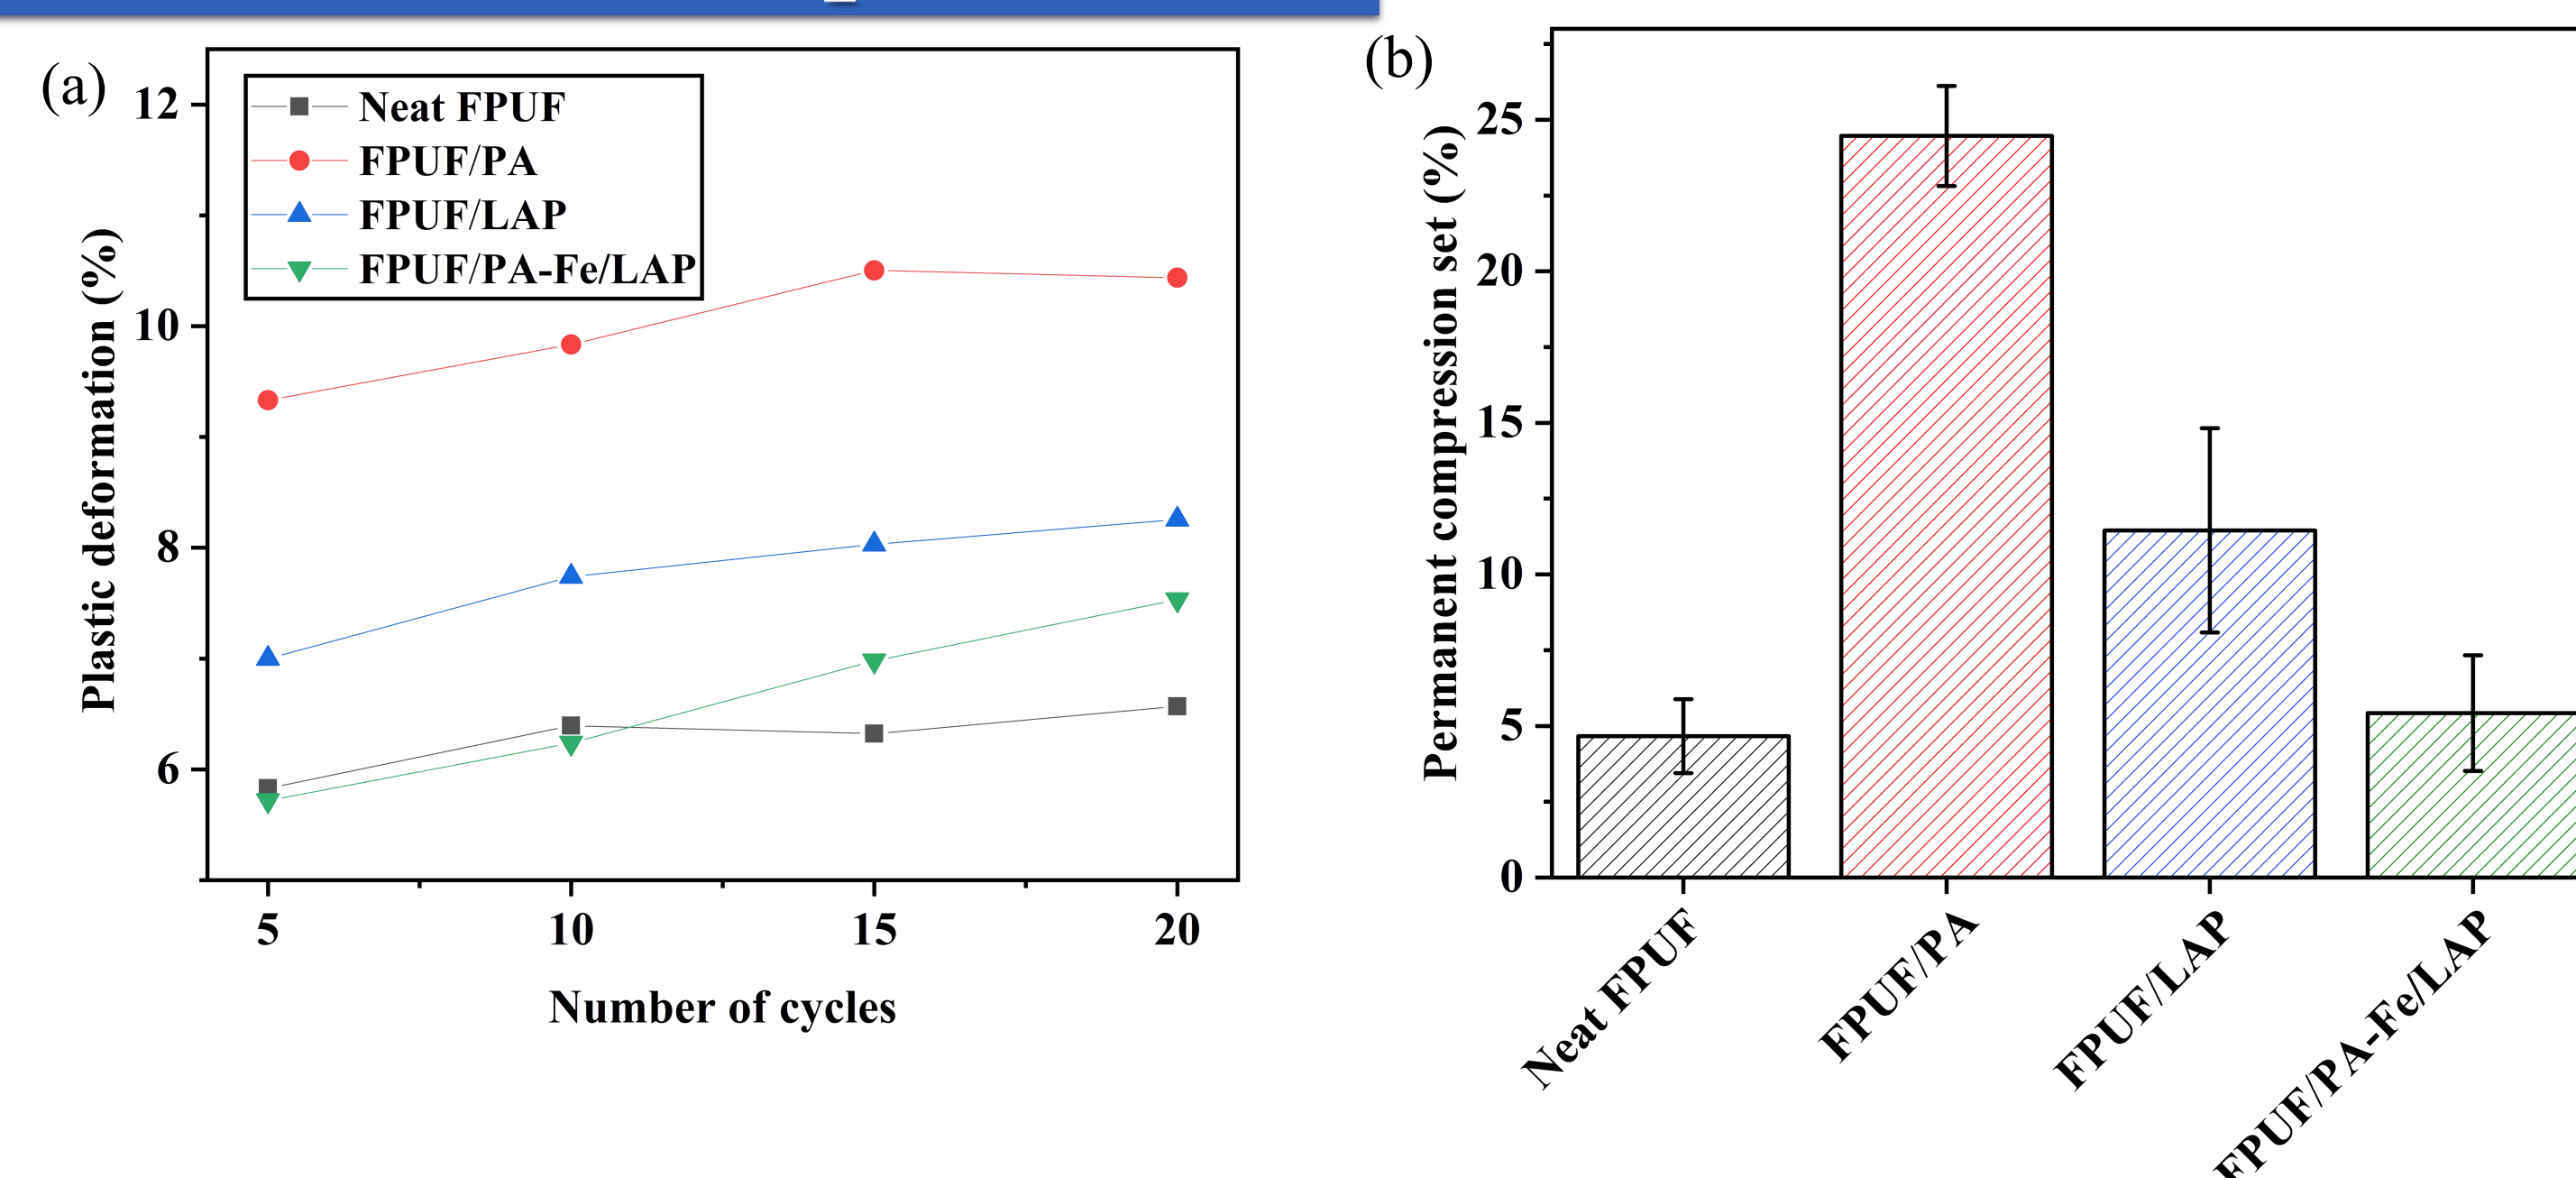 (a)
Neat FPUF
FPUF/PA
FPUF/LAP
FPUF/PA-Fe/LAP
12
10
8
6
Plastic deformation (%)
5 10 15 20
Number of cycles
(b)
25
20
15
10
5
0
Permanent compression set (%)
Neat FPUF
FPUF/PA
FPUF/LAP
FPUF/PA-Fe/LAP